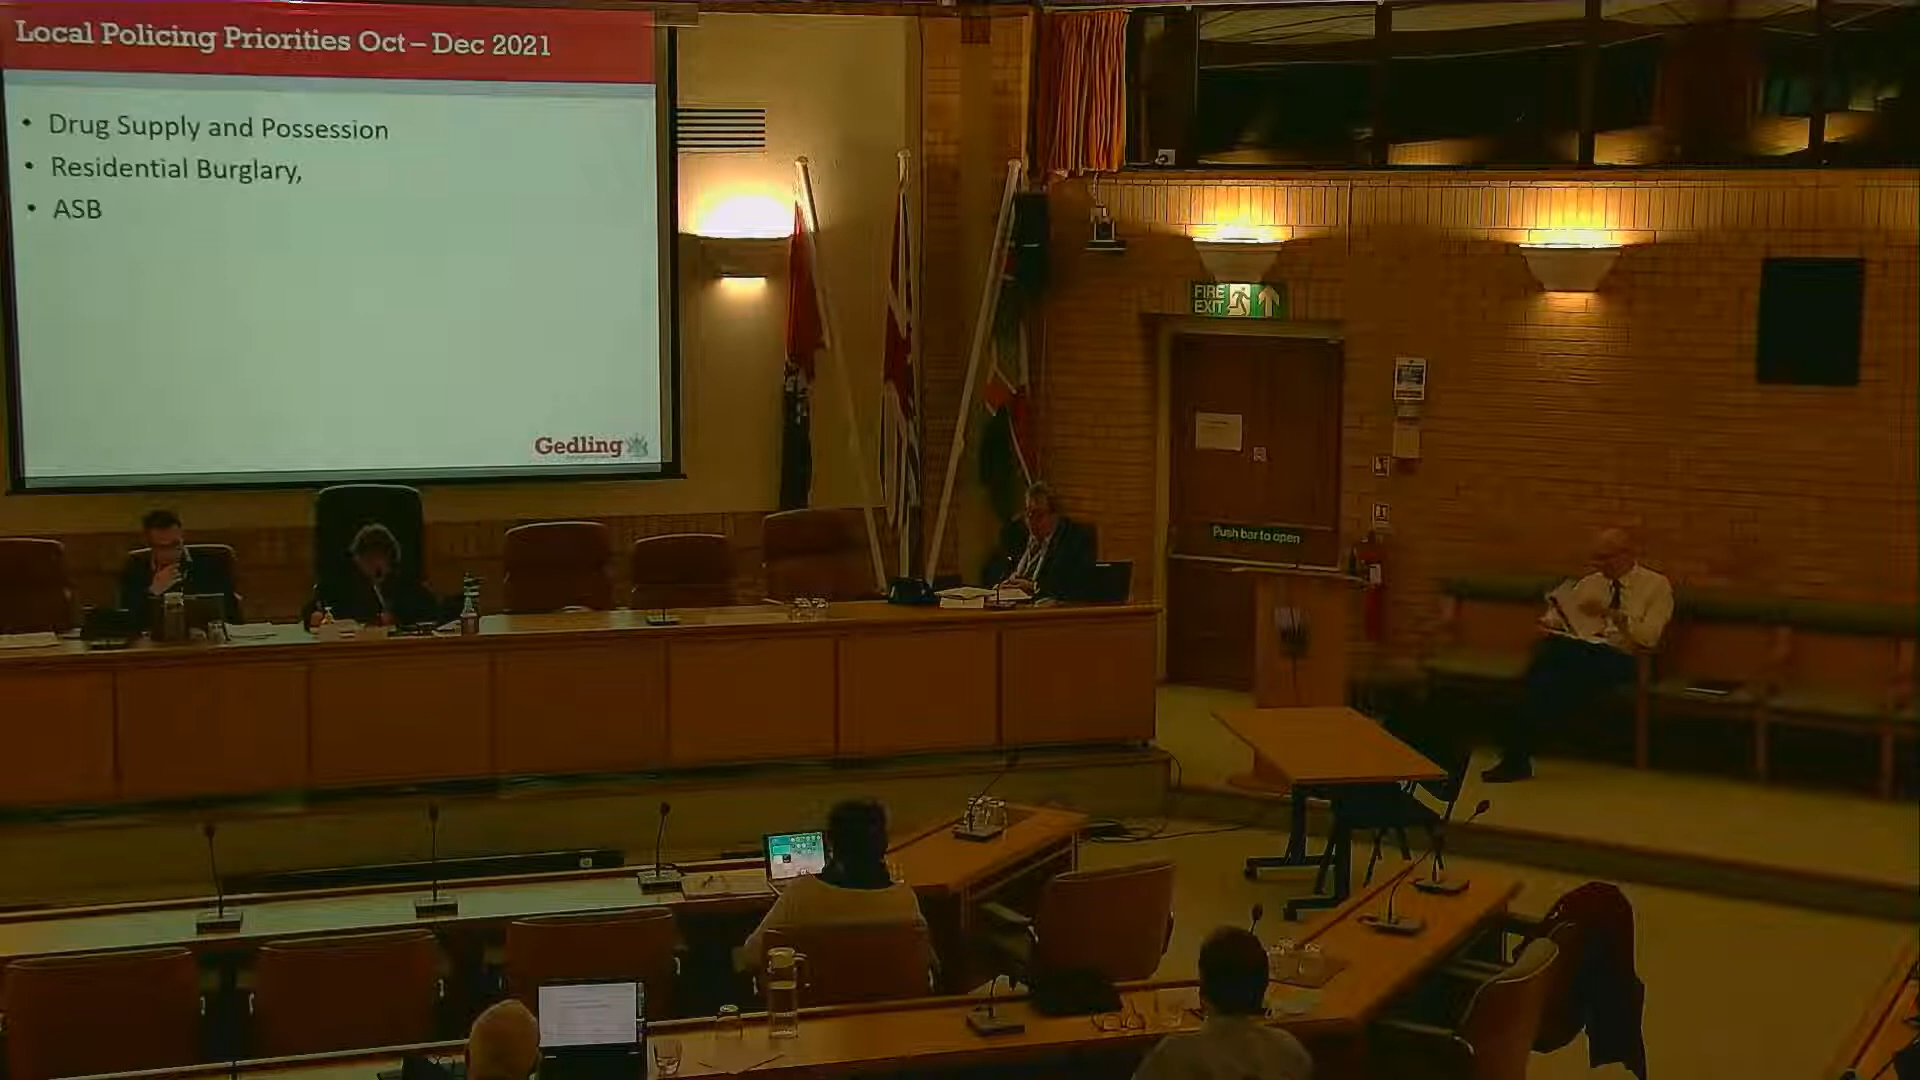 Local Policing Priorities Oct – Dec 2021
• Drug Supply and Possession
• Residential Burglary,
• ASB
Gedling
FIRE
EXIT
Push bar to open